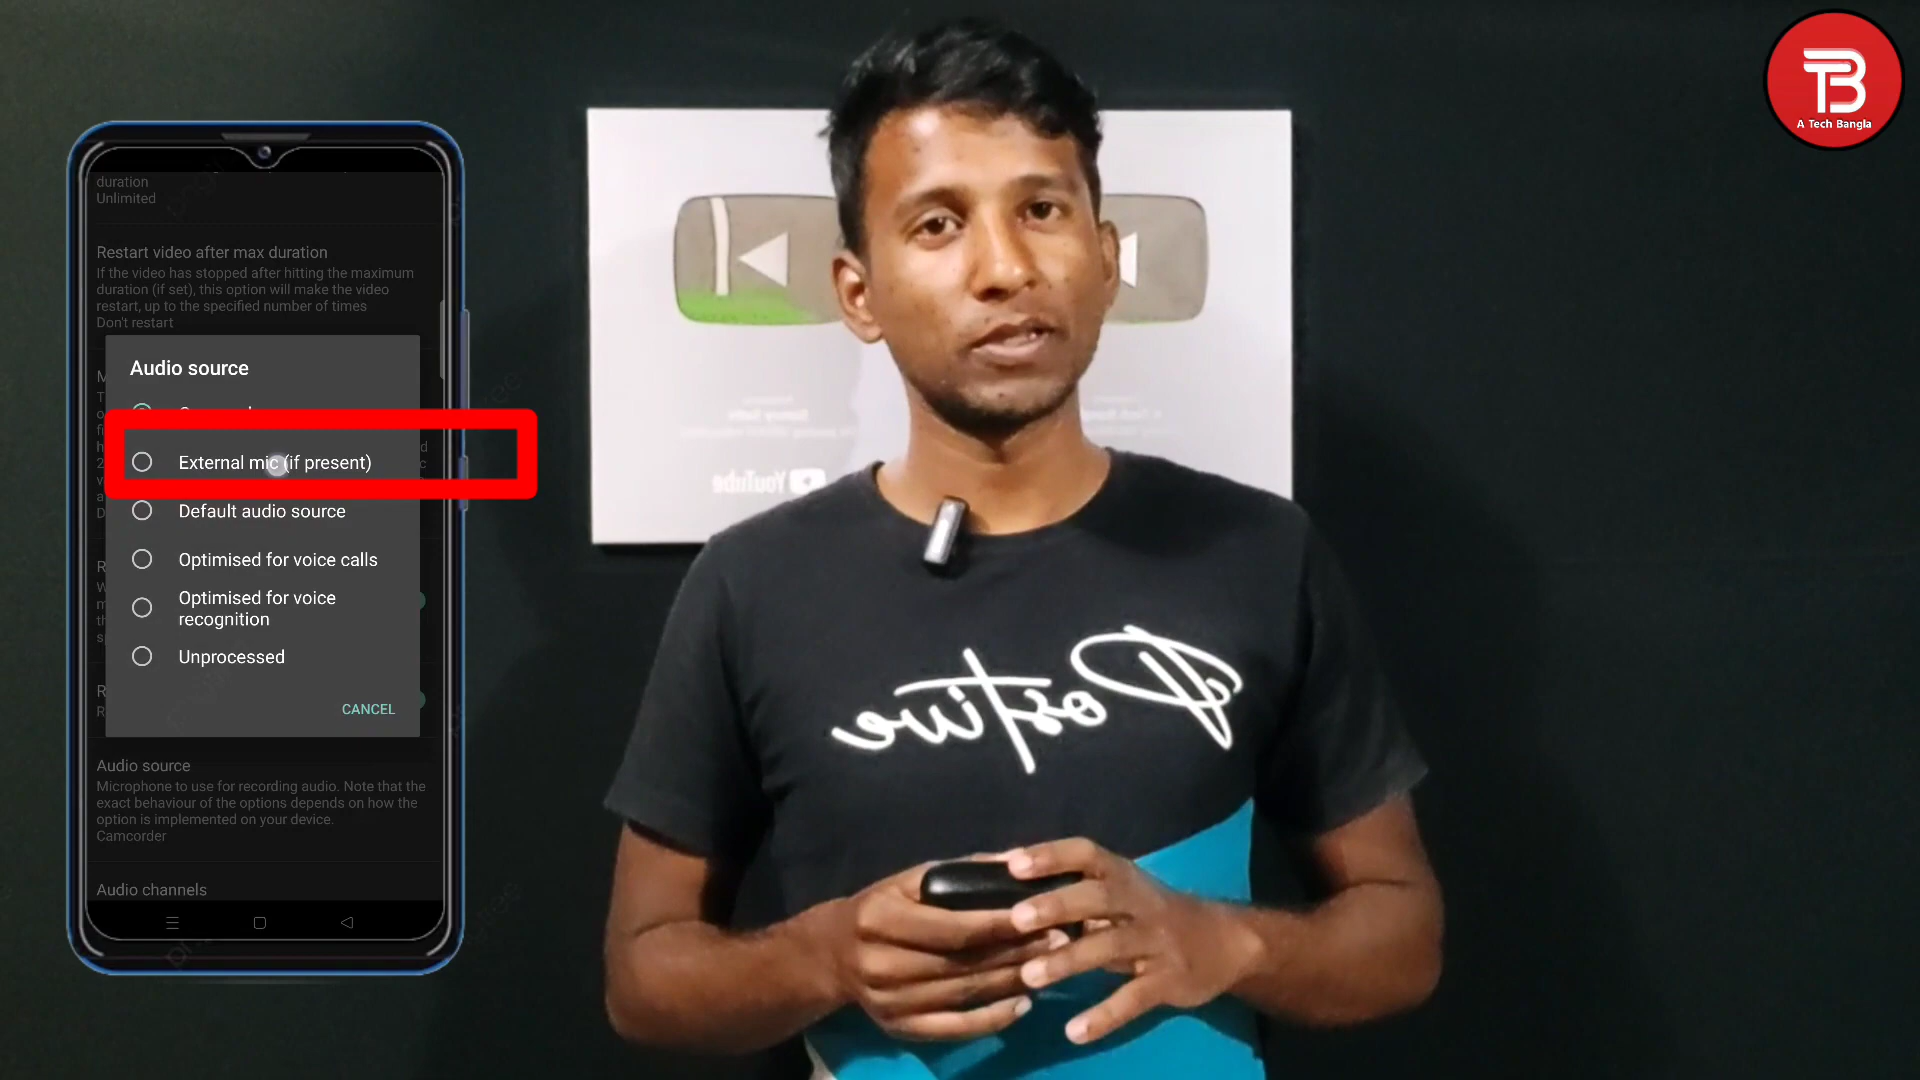 duration
Unlimited
Restart video after max duration
If the video has stopped after hitting the maximum
duration (if set), this option will make the video
restart, up to the specified number of times
Don't restart
Audio source
External mic (if present)
Default audio source
Optimised for voice calls
Optimised for voice
recognition
Unprocessed
CANCEL
Audio source
Microphone to use for recording audio. Note that the
exact behaviour of the options depends on how the
option is implemented on your device.
Camcorder
Audio channels
YouTube
Positive
TB
A Tech Bangla